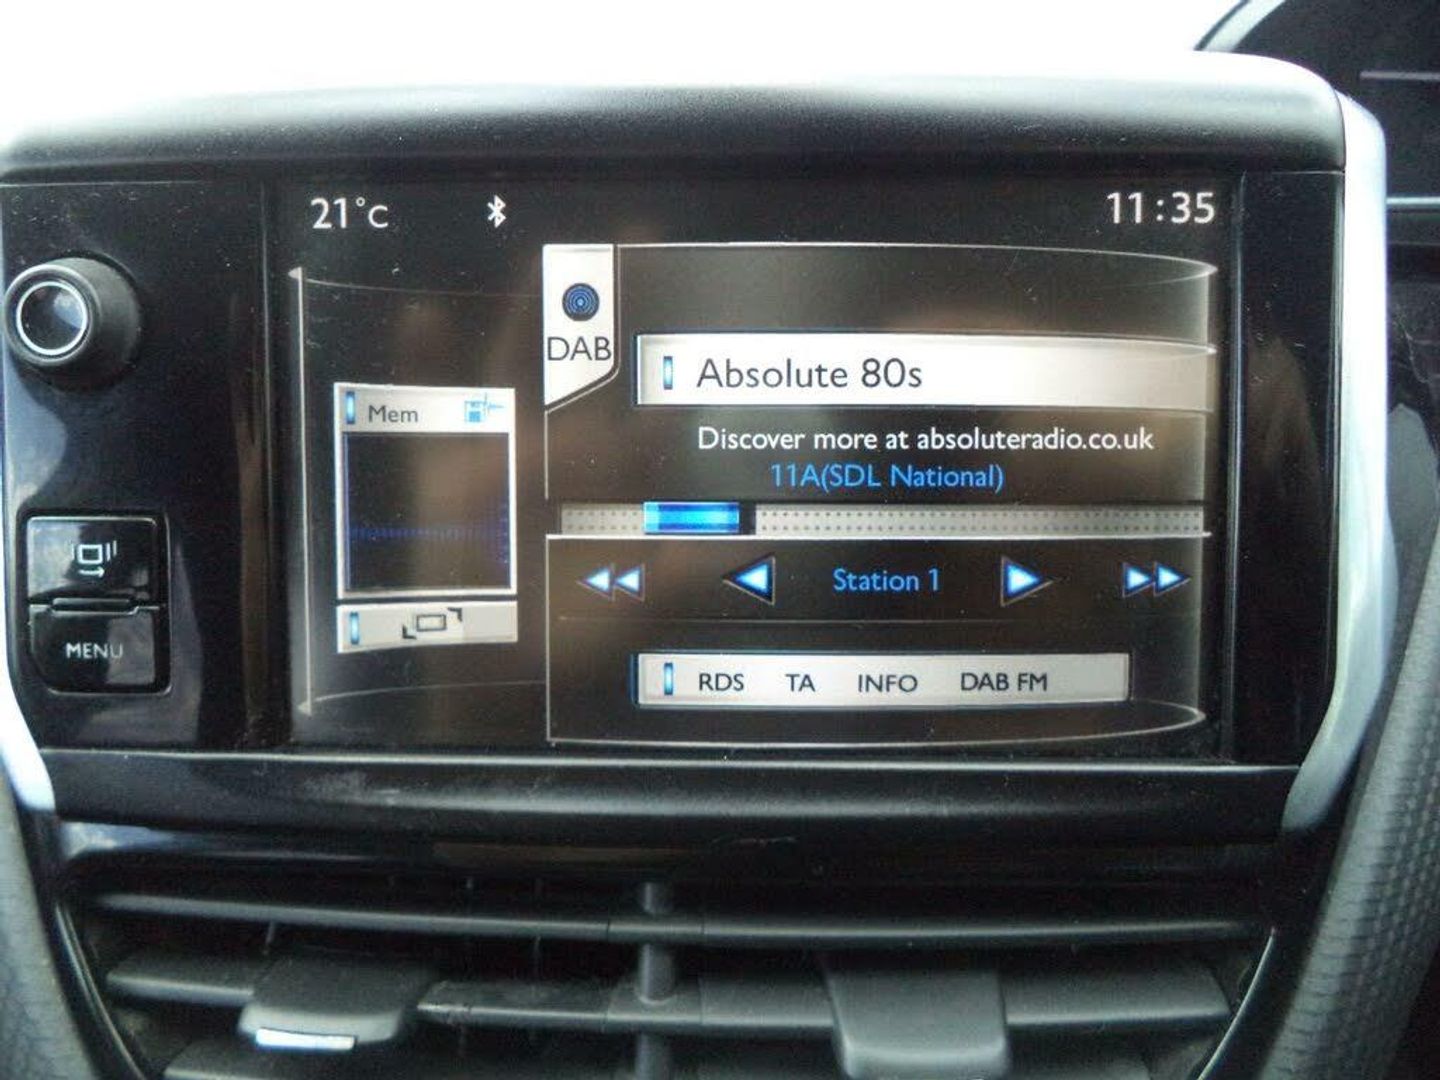 21°C 11:35
DAB
Absolute 80s
Mem
Discover more at absoluteradio.co.uk
11A(SDL National)
Station 1
MENU
RDS TA INFO DAB FM